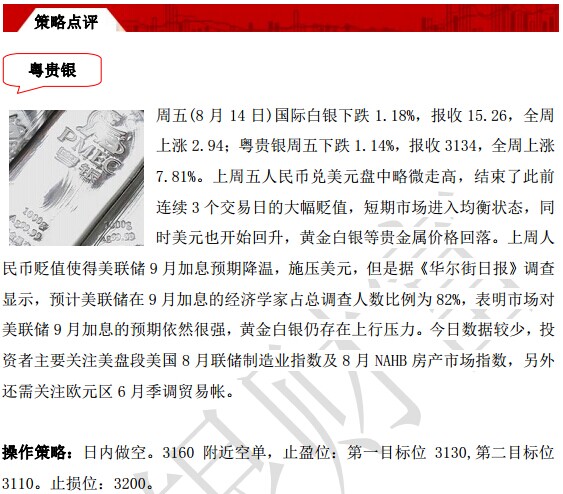 策略点评
粤贵银
周五(8 月 14 日)国际白银下跌 1.18%，报收 15.26，全周
上涨 2.94；粤贵银周五下跌 1.14%，报收 3134，全周上涨
7.81%。上周五人民币兑美元盘中略微走高，结束了此前
连续 3 个交易日的大幅贬值，短期市场进入均衡状态，同
时美元也开始回升，黄金白银等贵金属价格回落。上周人
民币贬值使得美联储 9 月加息预期降温，施压美元，但是据《华尔街日报》调查
显示，预计美联储在 9 月加息的经济学家占总调查人数比例为 82%，表明市场对
美联储 9 月加息的预期依然很强，黄金白银仍存在上行压力。今日数据较少，投
资者主要关注美盘段美国 8 月联储制造业指数及 8 月 NAHB 房产市场指数，另外
还需关注欧元区 6 月季调贸易帐。
操作策略：日内做空。3160 附近空单，止盈位：第一目标位 3130,第二目标位
3110。止损位：3200。
PMEC
1000g
Ag99.99